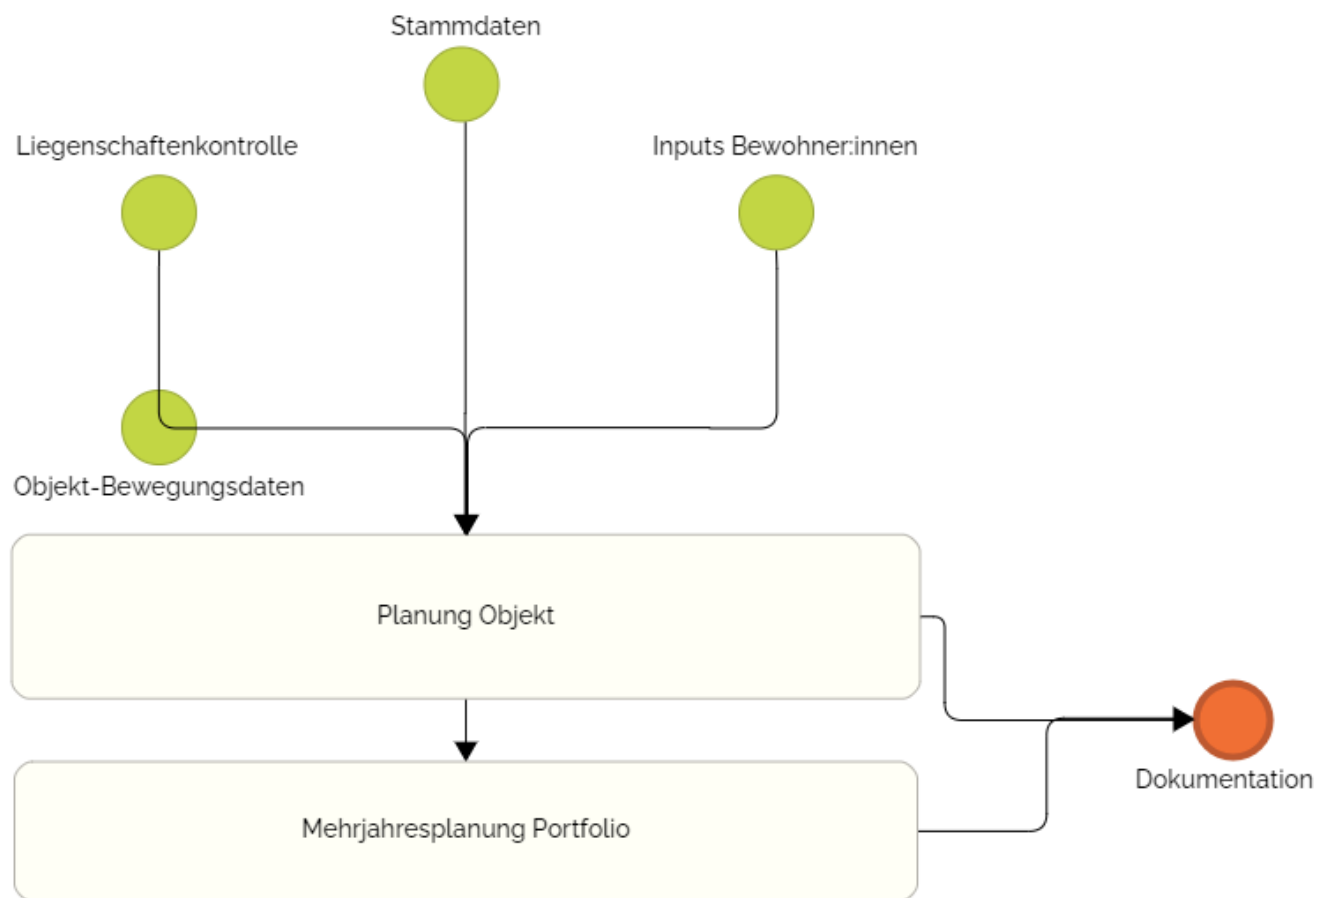 Stammdaten
Liegenschaftenkontrolle
Inputs Bewohner:innen
Objekt-Bewegungsdaten
Planung Objekt
Dokumentation
Mehrjahresplanung Portfolio